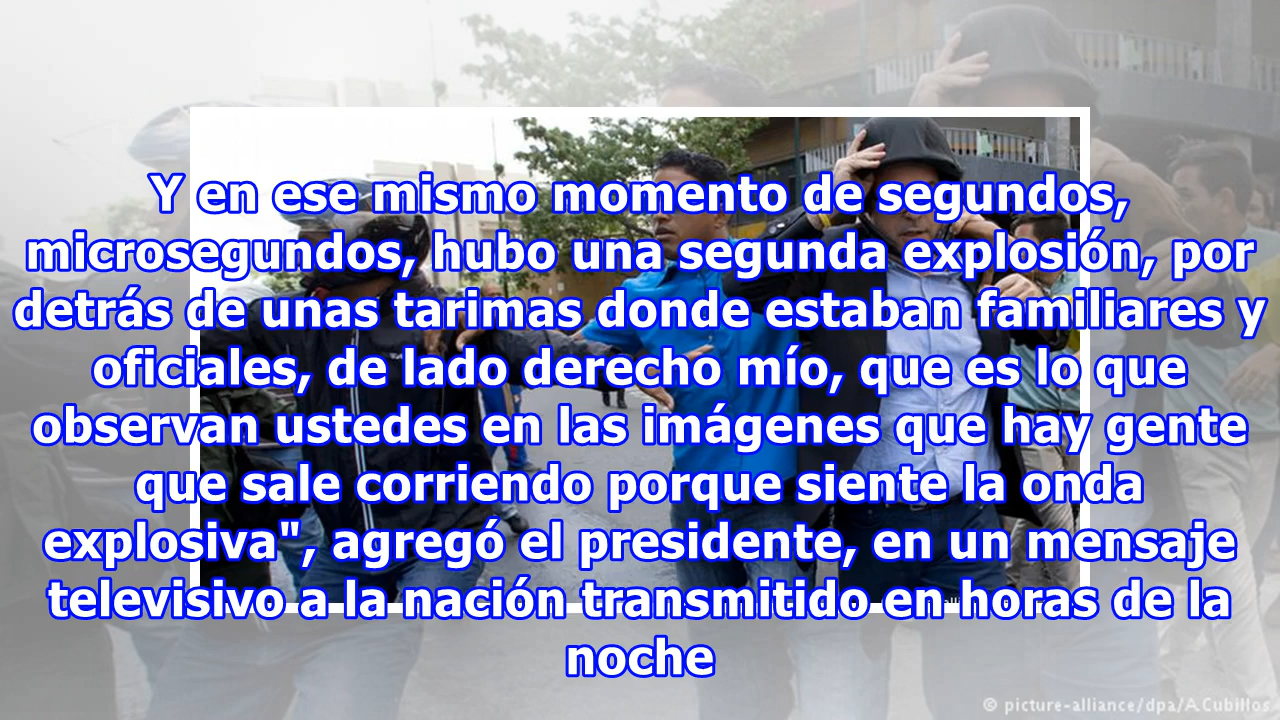 Y en ese mismo momento de segundos,
microsegundos, hubo una segunda explosión, por
detrás de unas tarimas donde estaban familiares y
oficiales, de lado derecho mío, que es lo que
observan ustedes en las imágenes que hay gente
que sale corriendo porque siente la onda
explosiva", agregó el presidente, en un mensaje
televisivo a la nación transmitido en horas de la
noche
© picture-alliance/dpa/A.Cubillos